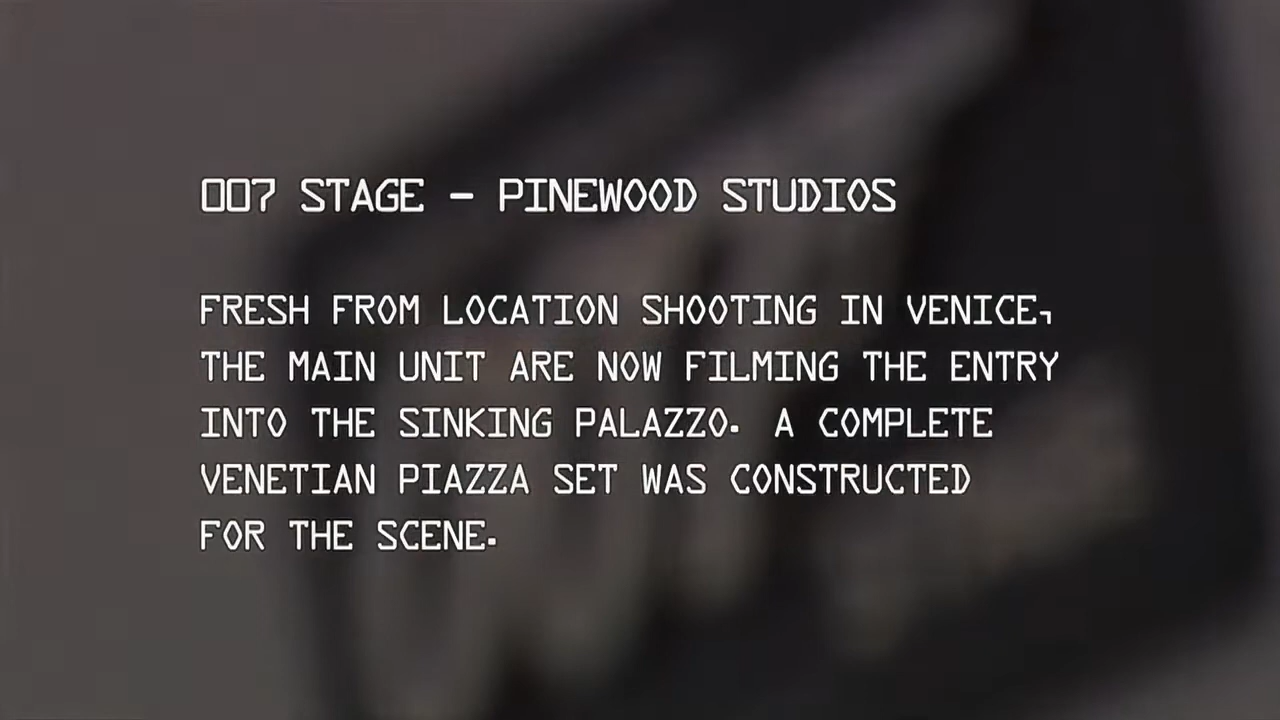 007 STAGE - PINEWOOD STUDIOS
FRESH FROM LOCATION SHOOTING IN VENICE,
THE MAIN UNIT ARE NOW FILMING THE ENTRY
INTO THE SINKING PALAZZO. A COMPLETE
VENETIAN PIAZZA SET WAS CONSTRUCTED
FOR THE SCENE.